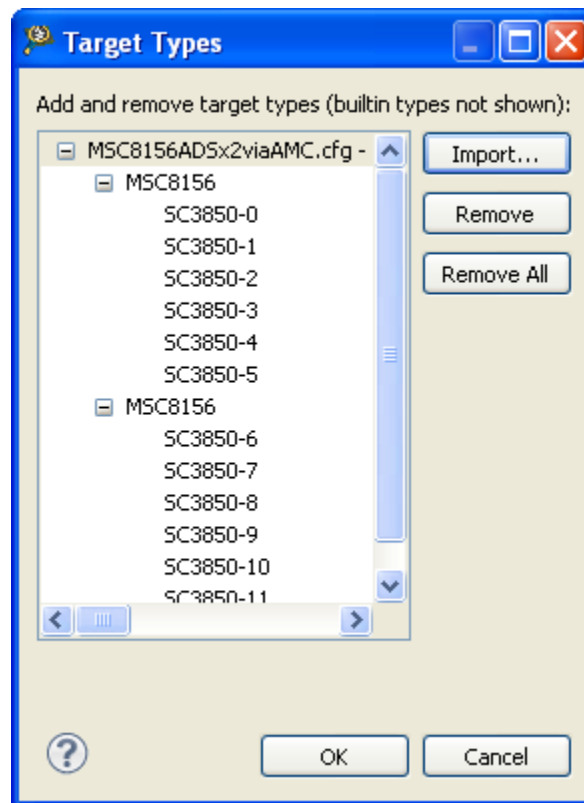 Target Types
Add and remove target types (builtin types not shown):
MSC8156ADSx2viaAMC.cfg -
Import...
MSC8156
SC3850-0
Remove
SC3850-1
SC3850-2
Remove All
SC3850-3
SC3850-4
SC3850-5
MSC8156
SC3850-6
SC3850-7
SC3850-8
SC3850-9
SC3850-10
SC3850-11
?
OK
Cancel